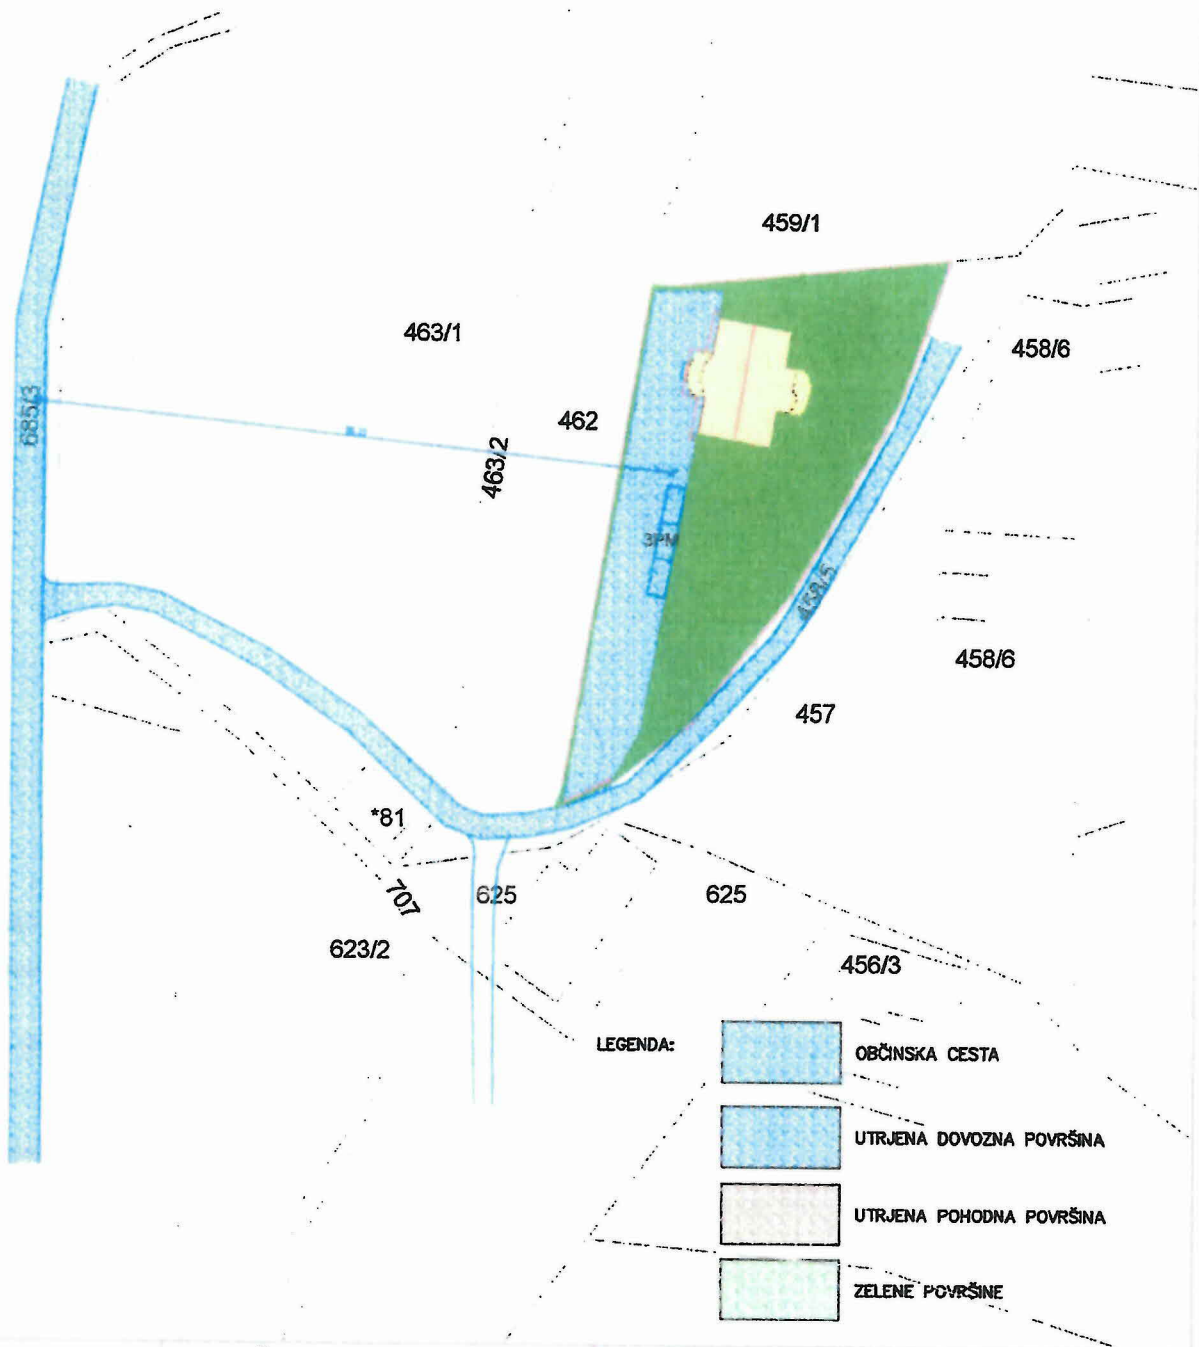 459/1
463/1
458/6
685/3
462
463/2
3PM
458/5
458/6
457
*81
707
625
625
623/2
456/3
LEGENDA:
OBČINSKA CESTA
UTRJENA DOVOZNA POVRŠINA
UTRJENA POHODNA POVRŠINA
ZELENE POVRŠINE